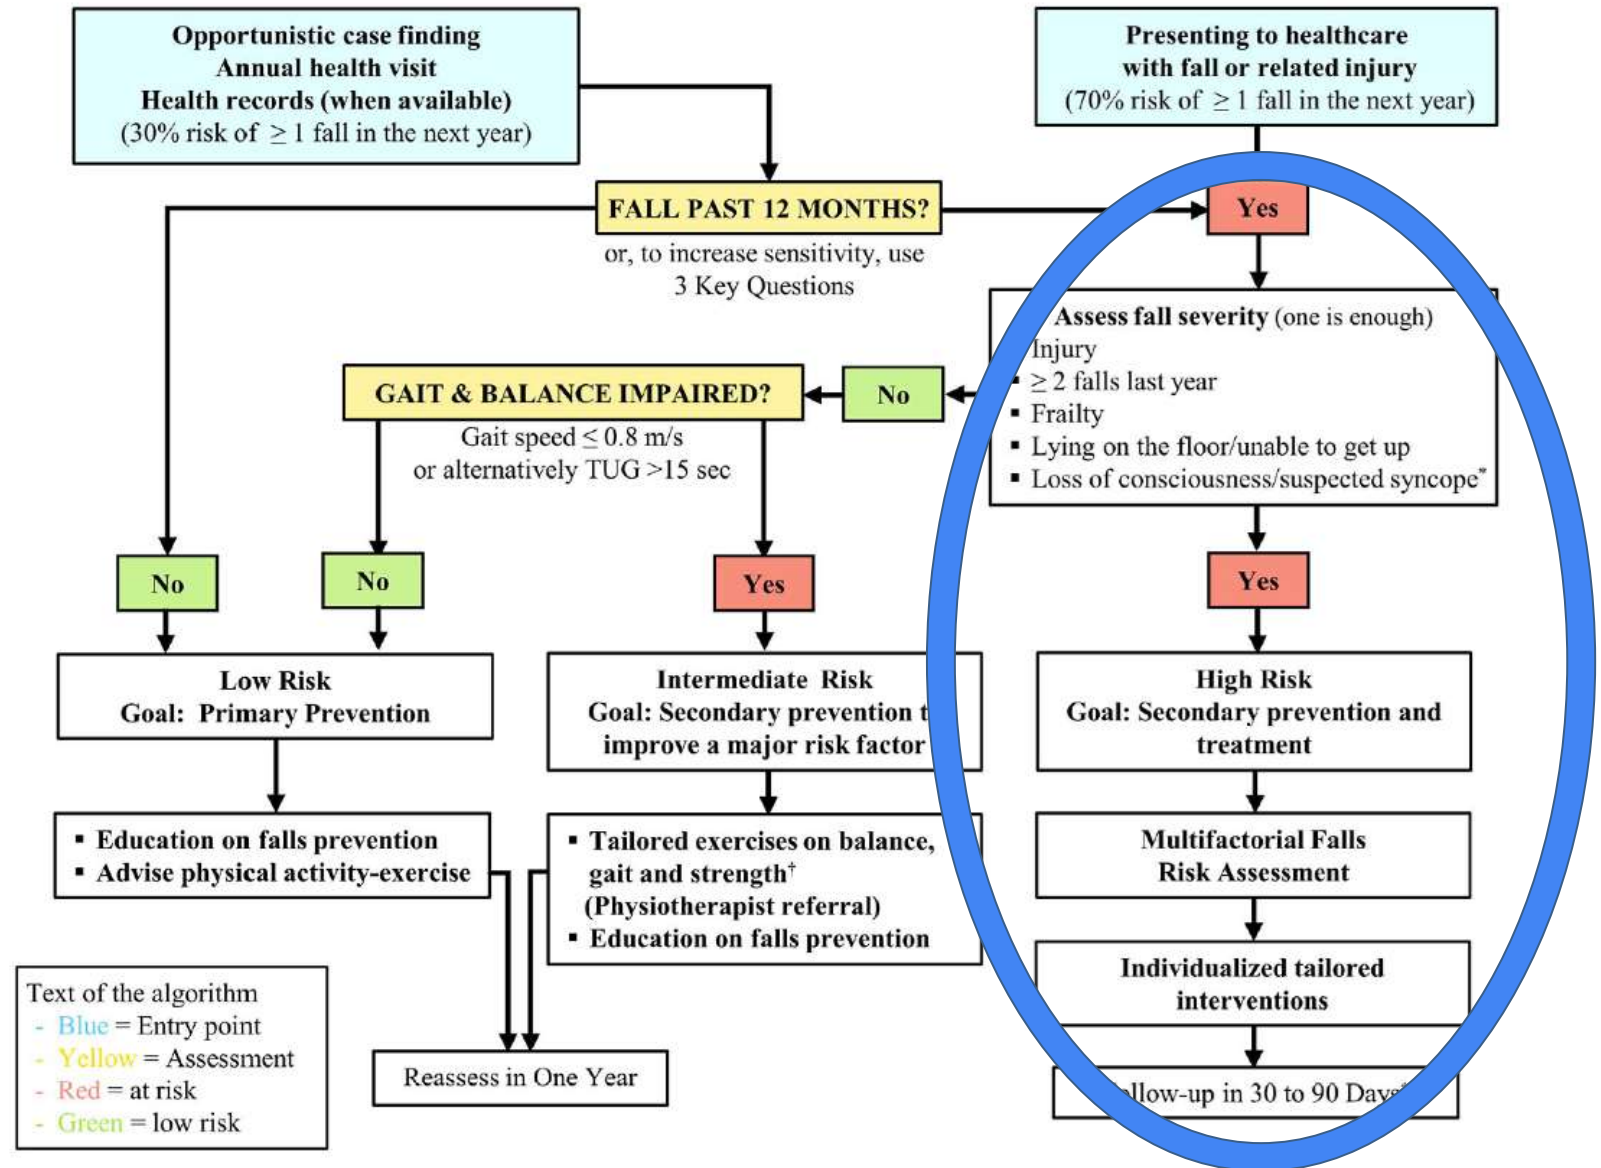 Opportunistic case finding
Annual health visit
Health records (when available)
(30% risk of ≥ 1 fall in the next year)
Presenting to healthcare
with fall or related injury
(70% risk of ≥ 1 fall in the next year)
FALL PAST 12 MONTHS?
or, to increase sensitivity, use
3 Key Questions
Yes
Assess fall severity (one is enough)
Injury
▪ ≥ 2 falls last year
▪ Frailty
▪ Lying on the floor/unable to get up
▪ Loss of consciousness/suspected syncope*
No
GAIT & BALANCE IMPAIRED?
Gait speed ≤ 0.8 m/s
or alternatively TUG >15 sec
No
No
Yes
Yes
Low Risk
Goal: Primary Prevention
Intermediate Risk
Goal: Secondary prevention t
improve a major risk factor
High Risk
Goal: Secondary prevention and
treatment
▪ Education on falls prevention
▪ Advise physical activity-exercise
▪ Tailored exercises on balance,
gait and strength†
(Physiotherapist referral)
▪ Education on falls prevention
Multifactorial Falls
Risk Assessment
Individualized tailored
interventions
Reassess in One Year
ollow-up in 30 to 90 Days
Text of the algorithm
- Blue = Entry point
- Yellow = Assessment
- Red = at risk
- Green = low risk